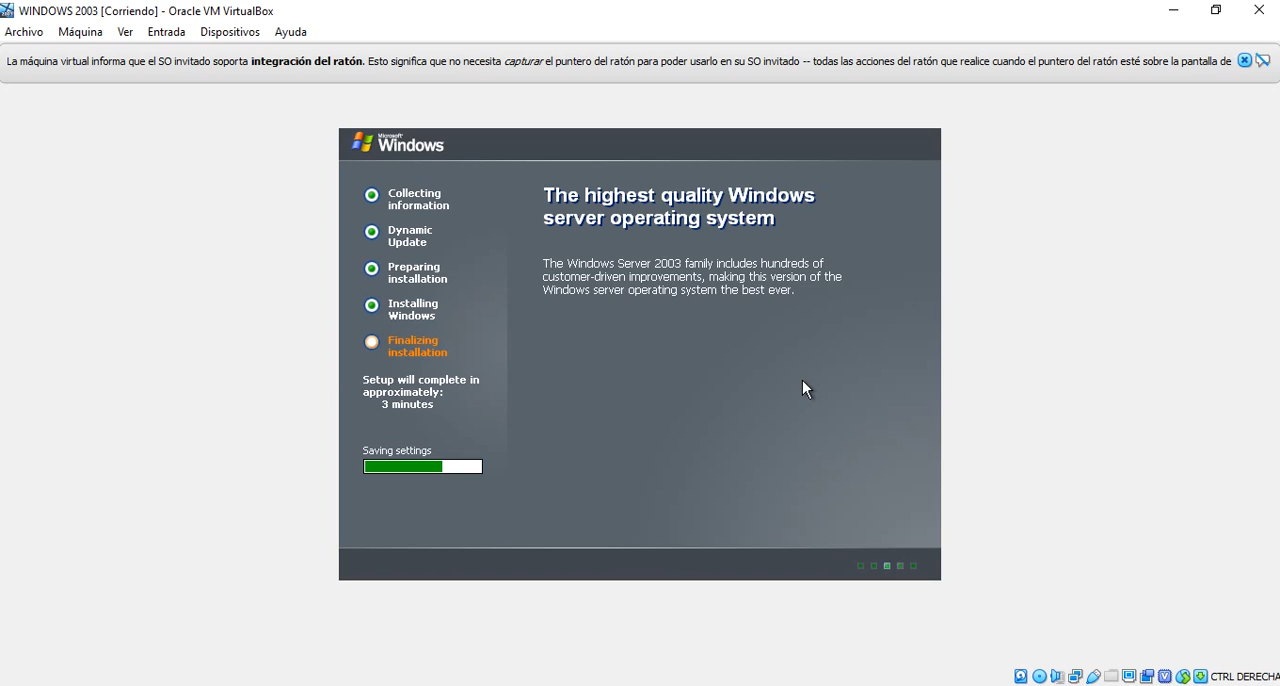 WINDOWS 2003 [Corriendo] - Oracle VM VirtualBox
Archivo Máquina Ver Entrada Dispositivos Ayuda
La máquina virtual informa que el SO invitado soporta integración del ratón. Esto significa que no necesita capturar el puntero del ratón para poder usarlo en su SO invitado -- todas las acciones del ratón que realice cuando el puntero del ratón esté sobre la pantalla de
Microsoft
Windows
Collecting
information
Dynamic
Update
Preparing
installation
Installing
Windows
Finalizing
installation
Setup will complete in
approximately:
3 minutes
Saving settings
The highest quality Windows
server operating system
The Windows Server 2003 family includes hundreds of
customer-driven improvements, making this version of the
Windows server operating system the best ever.
CTRL DERECHA